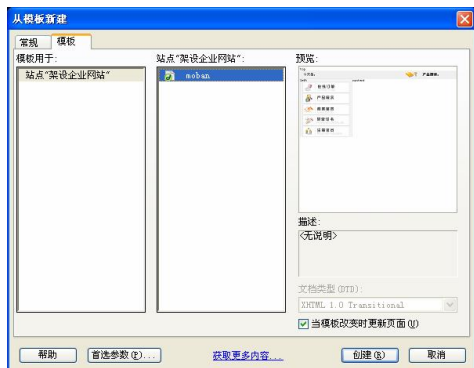 从模板新建
常规
模板
模板用于:
站点"架设企业网站":
预览:
站点"架设企业网站"
moban
描述:
<无说明>
文档类型(DTD):
XHTML 1.0 Transitional
当模板改变时更新页面(U)
帮助
首选参数(P)...
获取更多内容...
创建(R)
取消